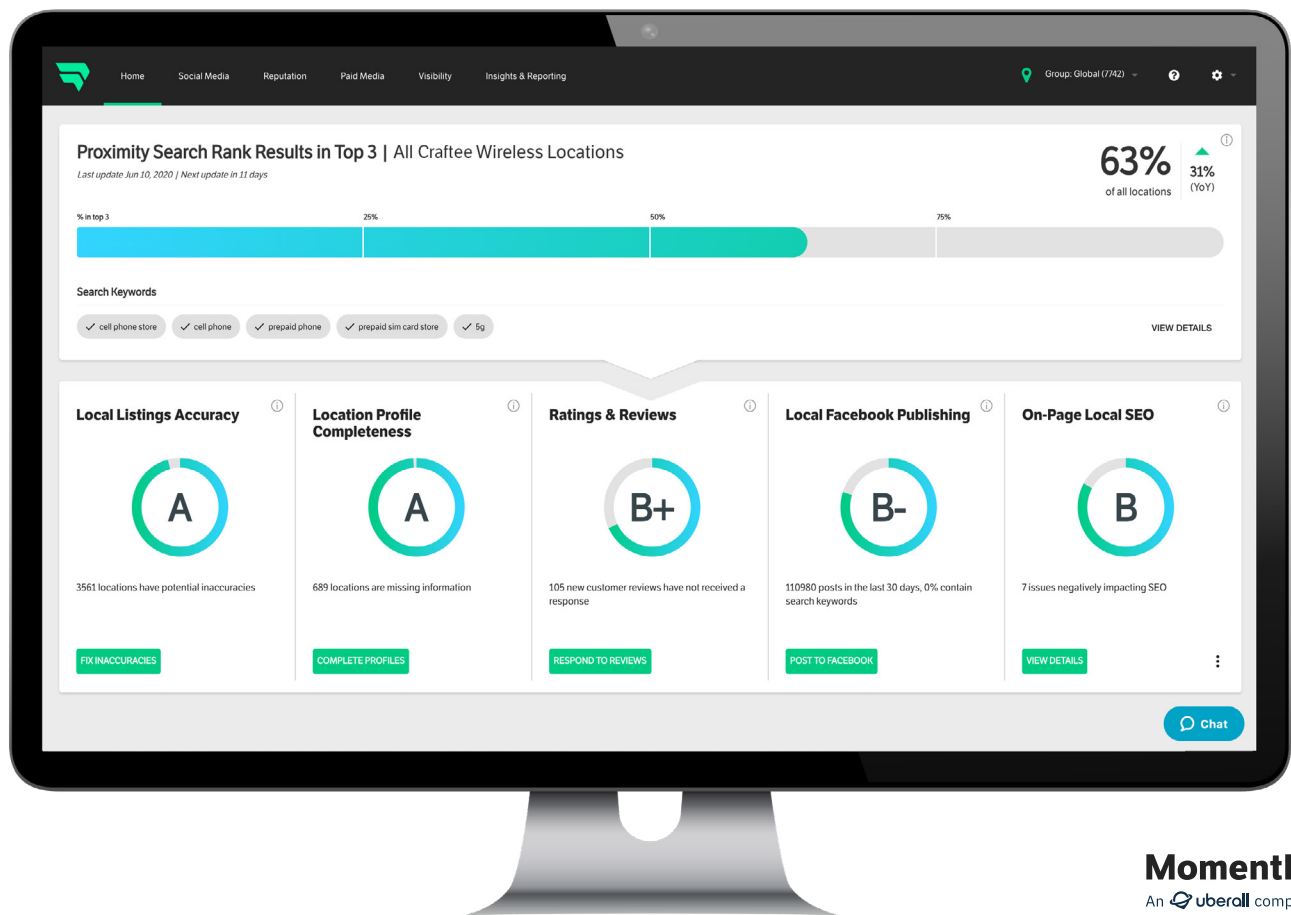 Home Social Media Reputation Paid Media Visibility Insights & Reporting Group: Global (7742)
Proximity Search Rank Results in Top 3 | All Craftee Wireless Locations
Last update Jun 10, 2020 | Next update in 11 days
63%
of all locations
31%
(YoY)
% in top 3 25% 50% 75%
Search Keywords
cell phone store cell phone prepaid phone prepaid sim card store 5g
VIEW DETAILS
Local Listings Accuracy
A
3561 locations have potential inaccuracies
FIX INACCURACIES
Location Profile
Completeness
A
689 locations are missing information
COMPLETE PROFILES
Ratings & Reviews
B+
105 new customer reviews have not received a
response
RESPOND TO REVIEWS
Local Facebook Publishing
B-
110980 posts in the last 30 days, 0% contain
search keywords
POST TO FACEBOOK
On-Page Local SEO
B
7 issues negatively impacting SEO
VIEW DETAILS
Chat
An uberall